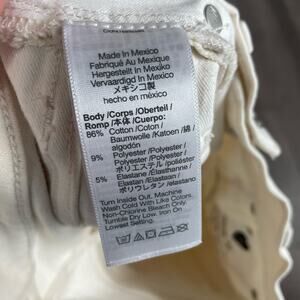 Made In Mexico
Fabriqué Au Mexique
Hergestellt in Mexiko
Vervaardigd In Mexico
メキシコ製
hecho en méxico
Body/Corps/Oberteil/
Romp/本体/Cuerpo:
86% Cotton/Coton/
Baumwolle/Katoen/綿/
algodón
9% Polyester/Polyester/
Polyester/Polyester/
ポリエステル/poliéster
5% Elastane/Élasthanne/
Elastan/Elastaan/
ポリウレタン/elastano
Turn Inside Out. Machine
Wash Cold With Like Colors.
Non-Chlorine Bleach Only.
Tumble Dry Low. Iron On
Lowest Setting.